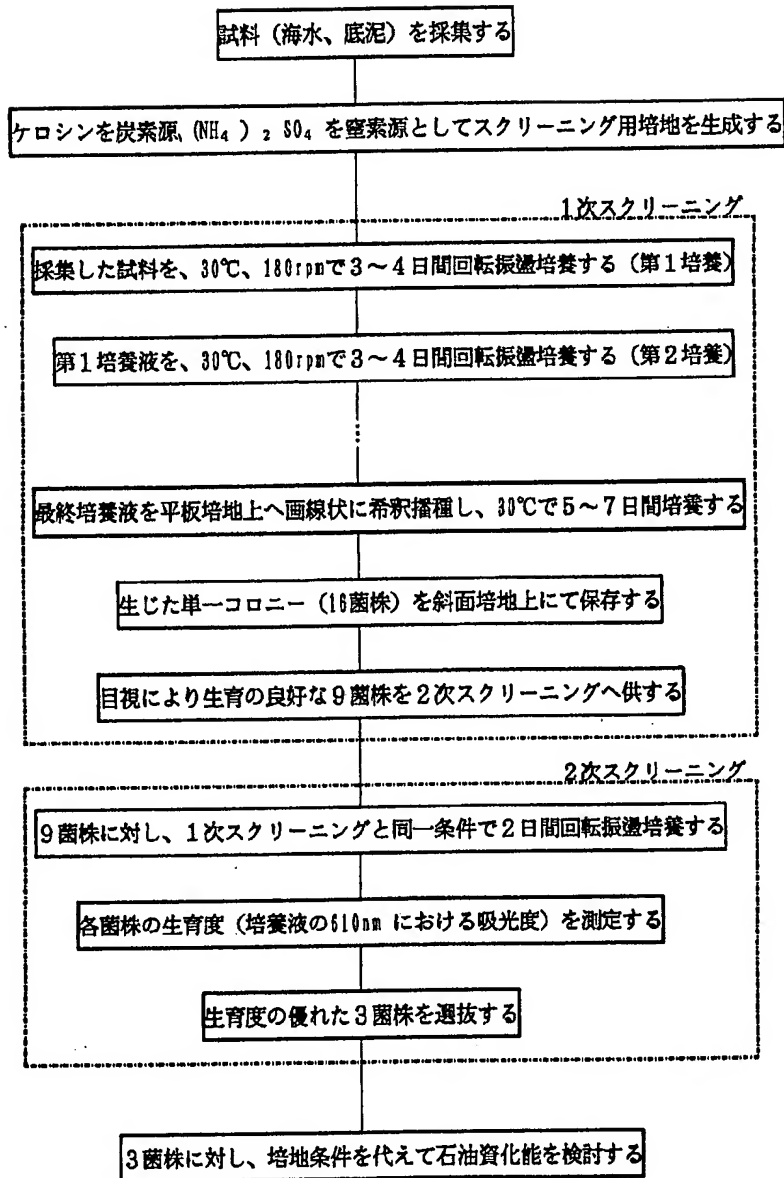 試料（海水、底泥）を採集する
ケロシンを炭素源、(NH₄)₂SO₄を窒素源としてスクリーニング用培地を生成する
1次スクリーニング
採集した試料を、30℃、180rpmで3～4日間回転振盪培養する（第1培養）
第1培養液を、30℃、180rpmで3～4日間回転振盪培養する（第2培養）
最終培養液を平板培地上へ画線状に希釈播種し、30℃で5～7日間培養する
生じた単一コロニー（16菌株）を斜面培地上にて保存する
目視により生育の良好な9菌株を2次スクリーニングへ供する
2次スクリーニング
9菌株に対し、1次スクリーニングと同一条件で2日間回転振盪培養する
各菌株の生育度（培養液の610nm における吸光度）を測定する
生育度の優れた3菌株を選抜する
3菌株に対し、培地条件を代えて石油資化能を検討する